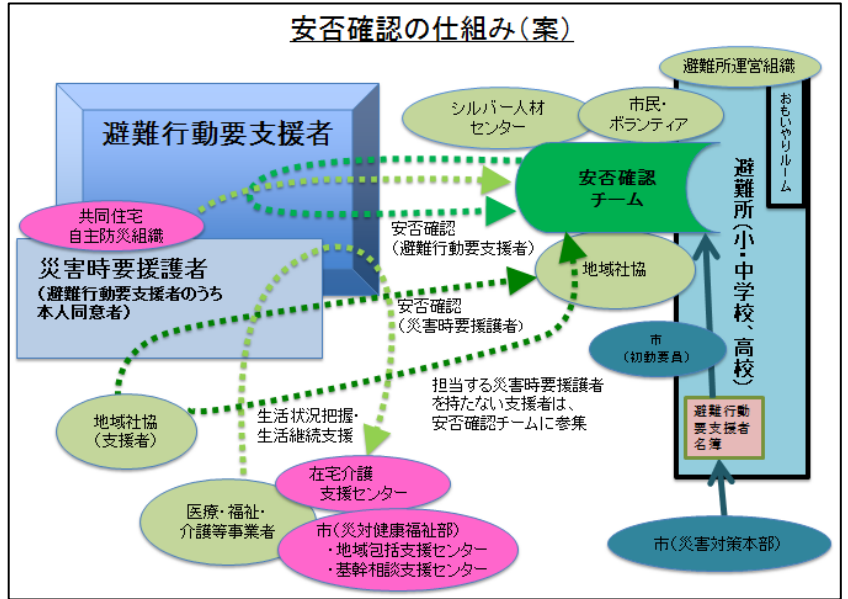 安否確認の仕組み(案)
避難所運営組織
シルバー人材
センター
市民・
ボランティア
おもいやりルーム
避難行動要支援者
安否確認
チーム
避難所(小・中学校、高校)
共同住宅
自主防災組織
安否確認
(避難行動要支援者)
災害時要援護者
(避難行動要支援者のうち
本人同意者)
地域社協
安否確認
(災害時要援護者)
市
(初動要員)
担当する災害時要援護者
を持たない支援者は、
安否確認チームに参集
地域社協
(支援者)
生活状況把握・
生活継続支援
避難行動
要支援者
名簿
在宅介護
支援センター
医療・福祉・
介護等事業者
市(災対健康福祉部)
・地域包括支援センター
・基幹相談支援センター
市(災害対策本部)